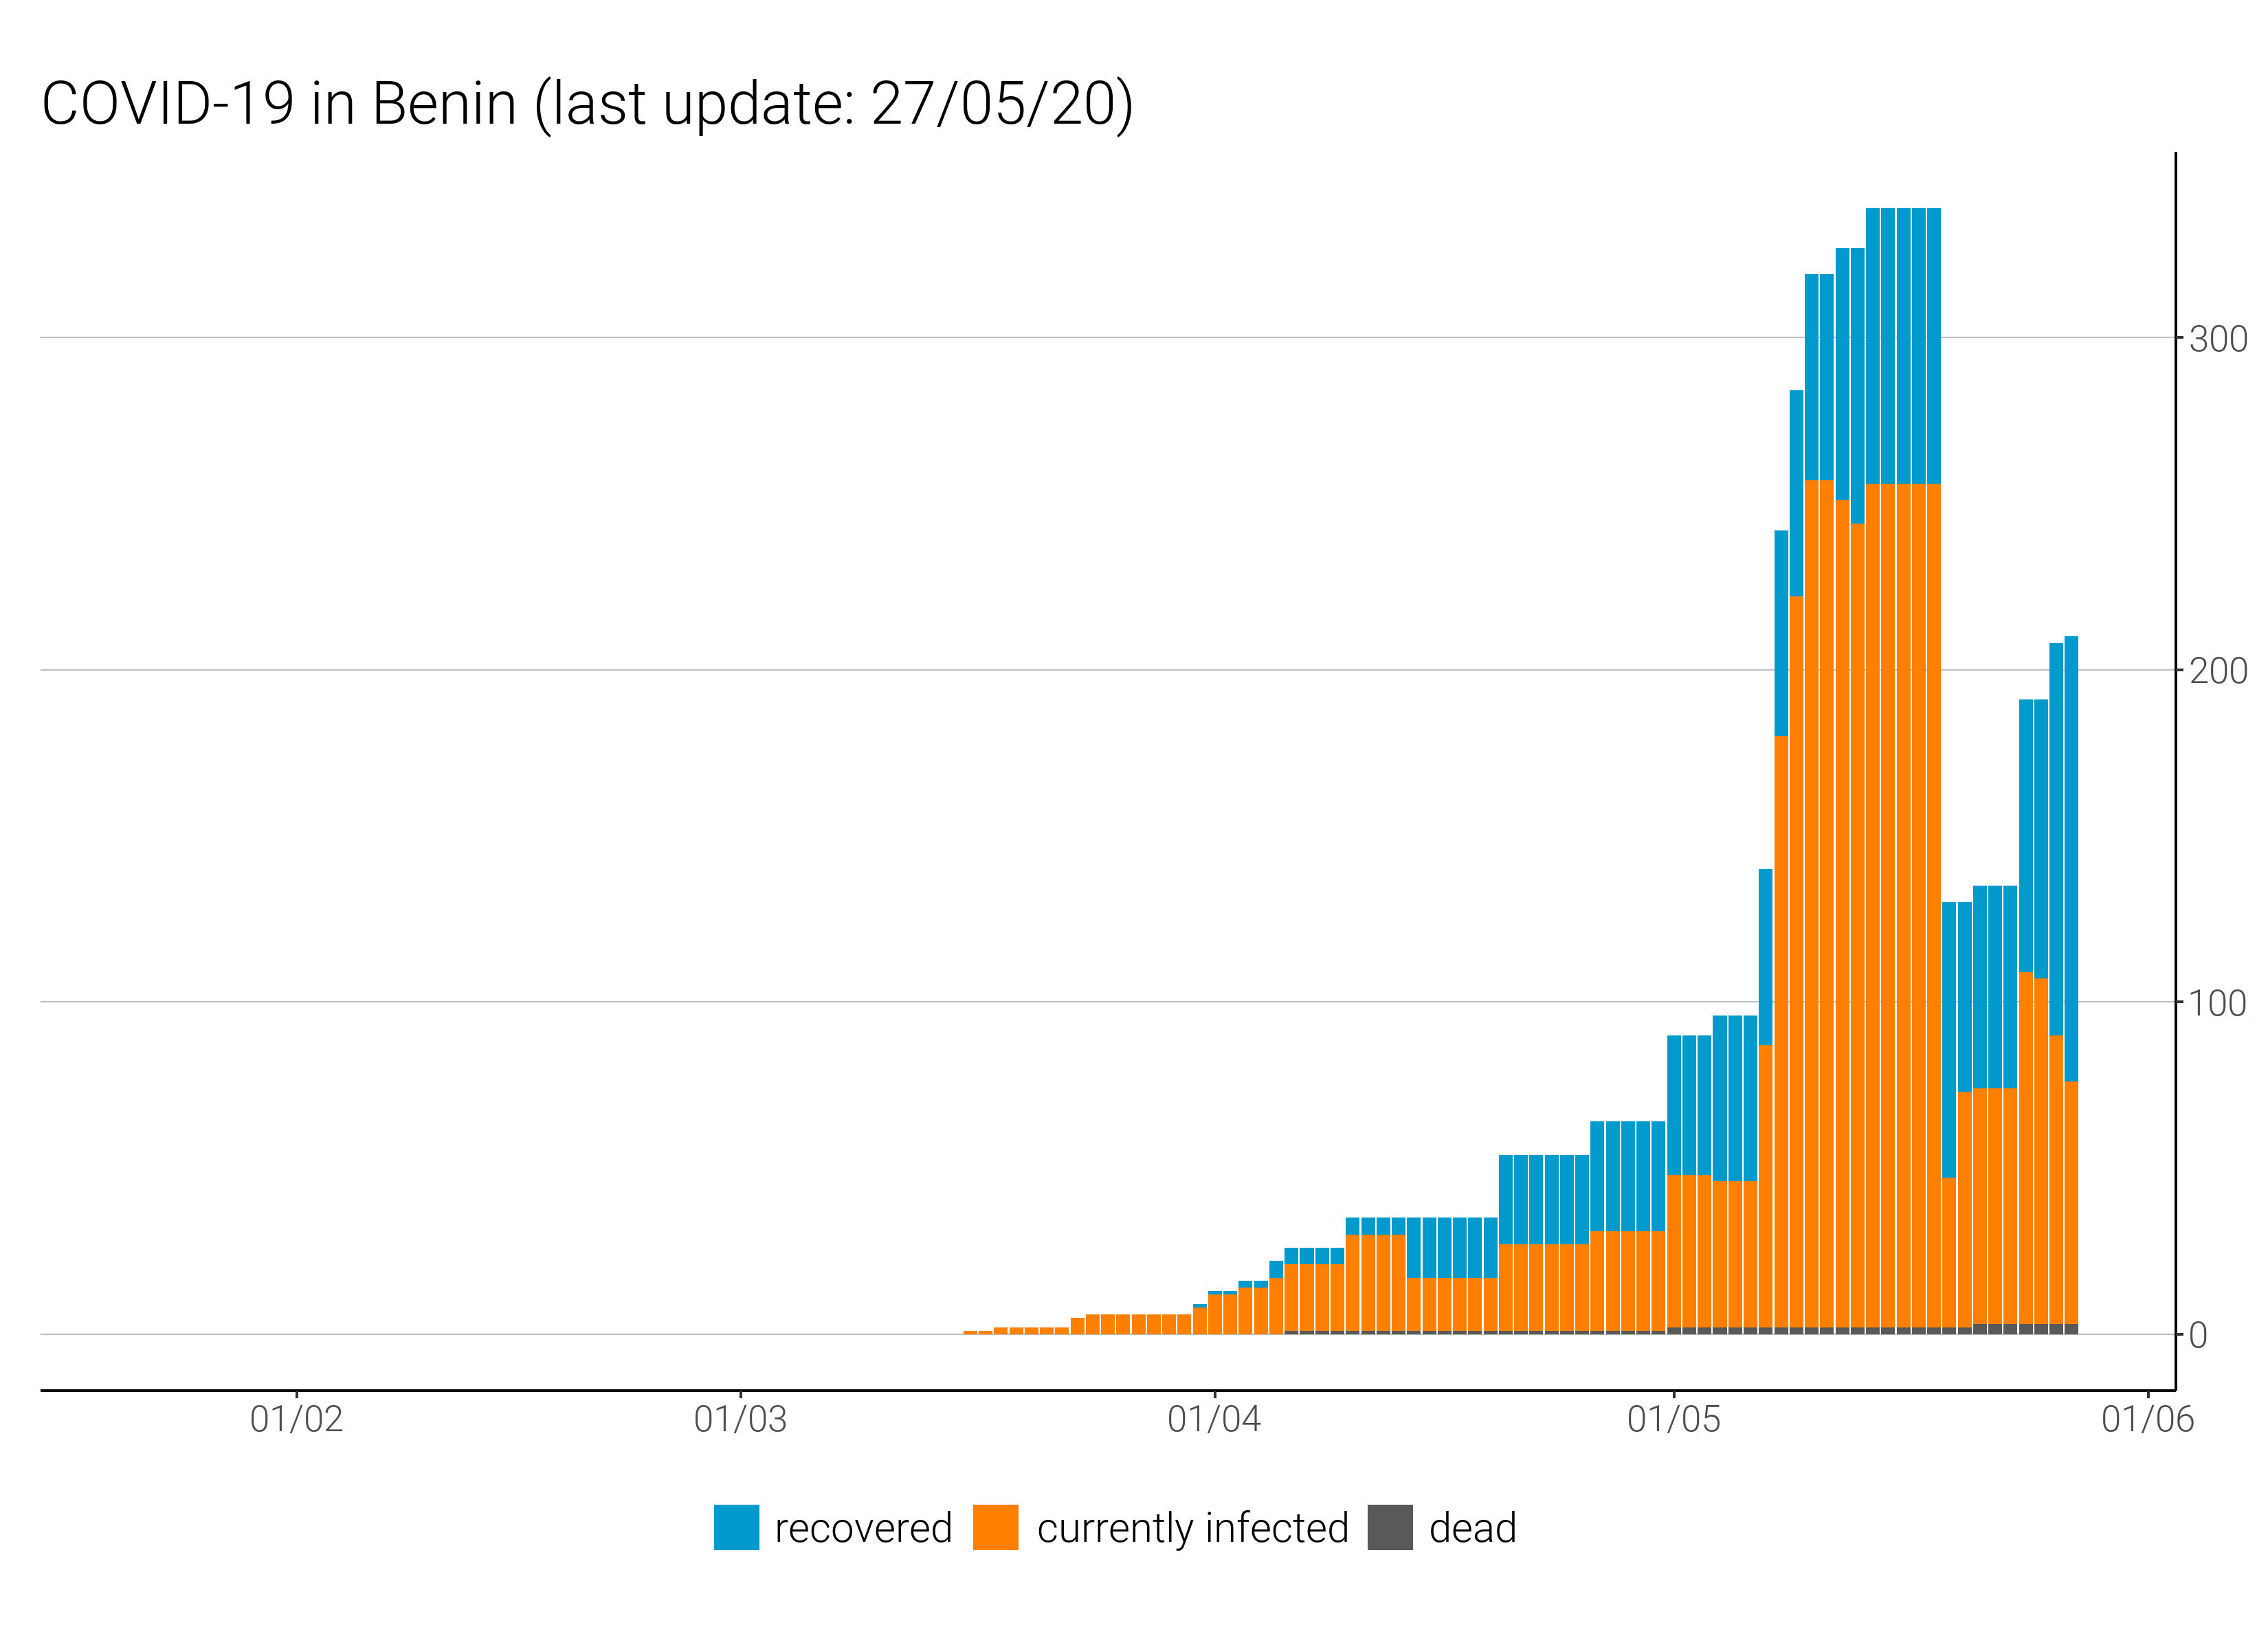 COVID-19 in Benin (last update: 27/05/20)
300
200
100
0
01/02 01/03 01/04 01/05 01/06
recovered currently infected dead